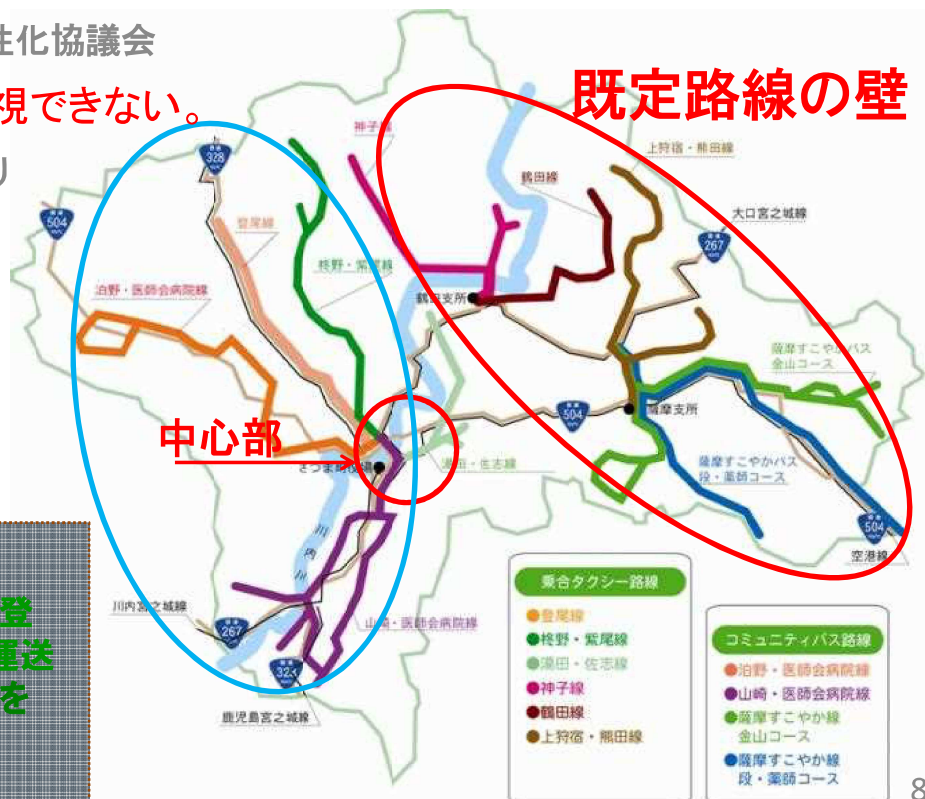 性化協議会
視できない。
り
既定路線の壁
328
神子線
上狩宿・熊田線
504
登尾線
鶴田線
大口宮之城線
267
柊野・紫尾線
泊野・医師会病院線
鶴田支所
薩摩すこやかバス
金山コース
504
薩摩支所
中心部
さつま町役場
湯田・佐志線
薩摩すこやかバス
段・薬師コース
504
空港線
川内川
川内宮之城線
267
山崎・医師会病院線
328
鹿児島宮之城線
登
運送
を
乗合タクシー路線
●登尾線
●柊野・紫尾線
●湯田・佐志線
●神子線
●鶴田線
●上狩宿・熊田線
コミュニティバス路線
●泊野・医師会病院線
●山崎・医師会病院線
●薩摩すこやか線
金山コース
●薩摩すこやか線
段・薬師コース
8